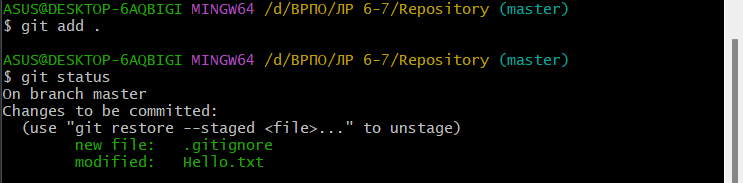 ASUS@DESKTOP-6AQBIGI MINGW64 /d/ВРПО/ЛР 6-7/Repository (master)
$ git add .
ASUS@DESKTOP-6AQBIGI MINGW64 /d/ВРПО/ЛР 6-7/Repository (master)
$ git status
On branch master
Changes to be committed:
  (use "git restore --staged <file>..." to unstage)
        new file:   .gitignore
        modified:   Hello.txt